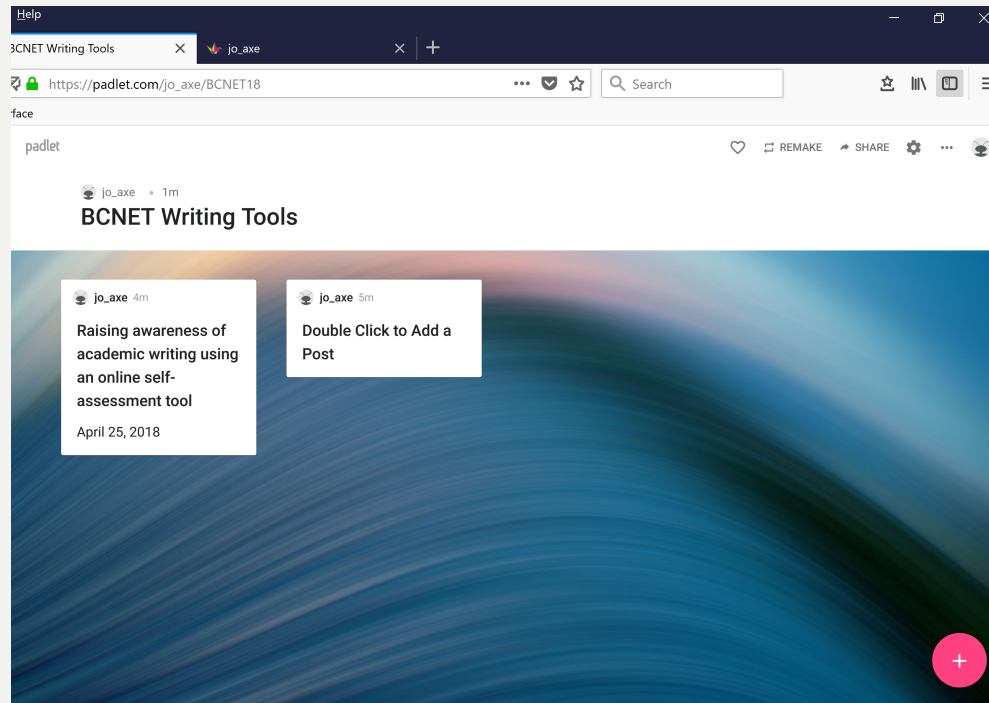 Help
BCNET Writing Tools
jo_axe
https://padlet.com/jo_axe/BCNET18
Search
rface
padlet
REMAKE
SHARE
jo_axe • 1m
BCNET Writing Tools
jo_axe 4m
Raising awareness of
academic writing using
an online self-
assessment tool
April 25, 2018
jo_axe 5m
Double Click to Add a
Post